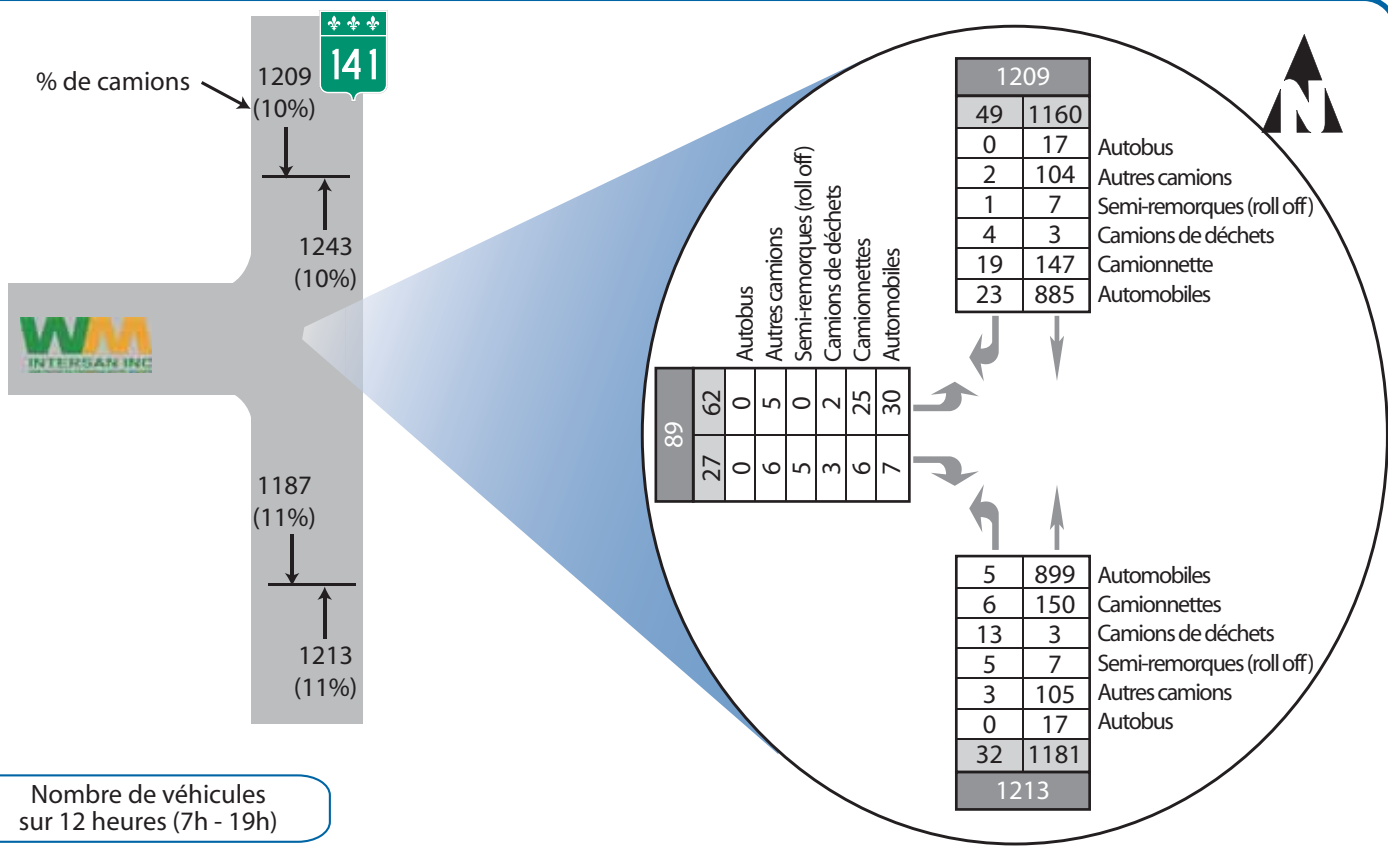 % de camions
141
1209
(10%)
1243
(10%)
WM
INTERSAN INC
1187
(11%)
1213
(11%)
Nombre de véhicules
sur 12 heures (7h - 19h)
N
1209
49 1160
0 17 Autobus
2 104 Autres camions
1 7 Semi-remorques (roll off)
4 3 Camions de déchets
19 147 Camionnette
23 885 Automobiles
Autobus
Autres camions
Semi-remorques (roll off)
Camions de déchets
Camionnettes
Automobiles
89
62 0 5 0 2 25 30
27 0 6 5 3 6 7
5 899 Automobiles
6 150 Camionnettes
13 3 Camions de déchets
5 7 Semi-remorques (roll off)
3 105 Autres camions
0 17 Autobus
32 1181
1213